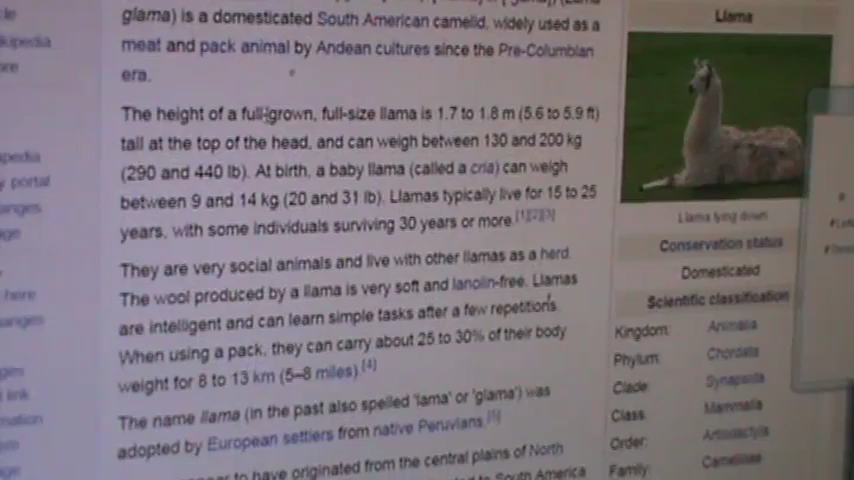 glama) is a domesticated South American camelid, widely used as a
meat and pack animal by Andean cultures since the Pre-Columbian
era.
The height of a full-grown, full-size llama is 1.7 to 1.8 m (5.6 to 5.9 ft)
tall at the top of the head, and can weigh between 130 and 200 kg
(290 and 440 lb). At birth, a baby llama (called a cria) can weigh
between 9 and 14 kg (20 and 31 lb). Llamas typically live for 15 to 25
years, with some individuals surviving 30 years or more.[1][2][3]
They are very social animals and live with other llamas as a herd.
The wool produced by a llama is very soft and lanolin-free. Llamas
are intelligent and can learn simple tasks after a few repetitions.
When using a pack, they can carry about 25 to 30% of their body
weight for 8 to 13 km (5–8 miles).[4]
The name llama (in the past also spelled 'lama' or 'glama') was
adopted by European settlers from native Peruvians.[5]
to have originated from the central plains of North
to South America
Llama
Llama lying down
Conservation status
Domesticated
Scientific classification
Kingdom: Animalia
Phylum: Chordata
Clade: Synapsida
Class: Mammalia
Order: Artiodactyla
Family: Camelidae
portal
here
link